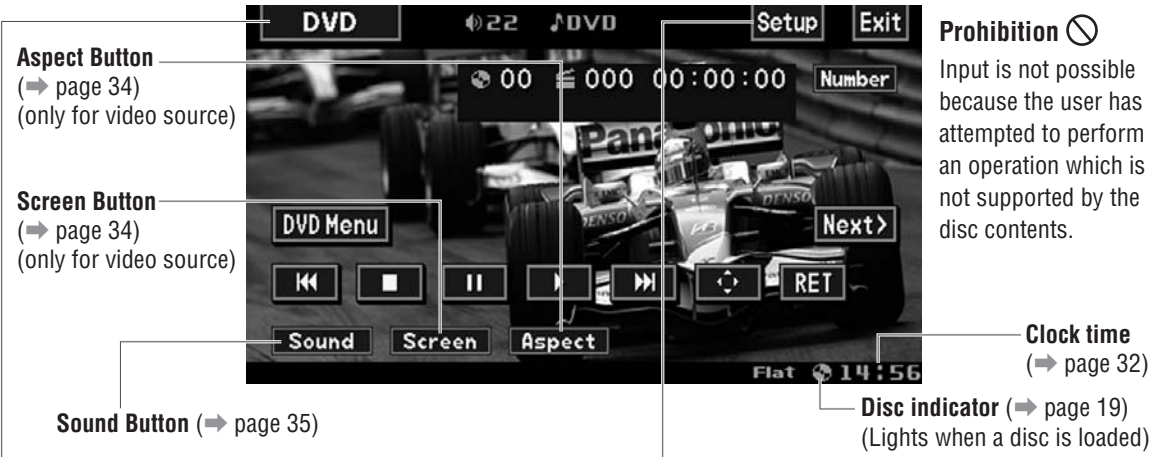 DVD 22 DVD Setup Exit
Aspect Button
(➡ page 34)
(only for video source)
00 000 00:00:00 Number
Panasonic
DENSO
DENSO
Screen Button
(➡ page 34)
(only for video source)
DVD Menu Next>
RET
Sound Screen Aspect
Flat 14:56
Sound Button (➡ page 35)
Prohibition
Input is not possible
because the user has
attempted to perform
an operation which is
not supported by the
disc contents.
Clock time
(➡ page 32)
Disc indicator (➡ page 19)
(Lights when a disc is loaded)